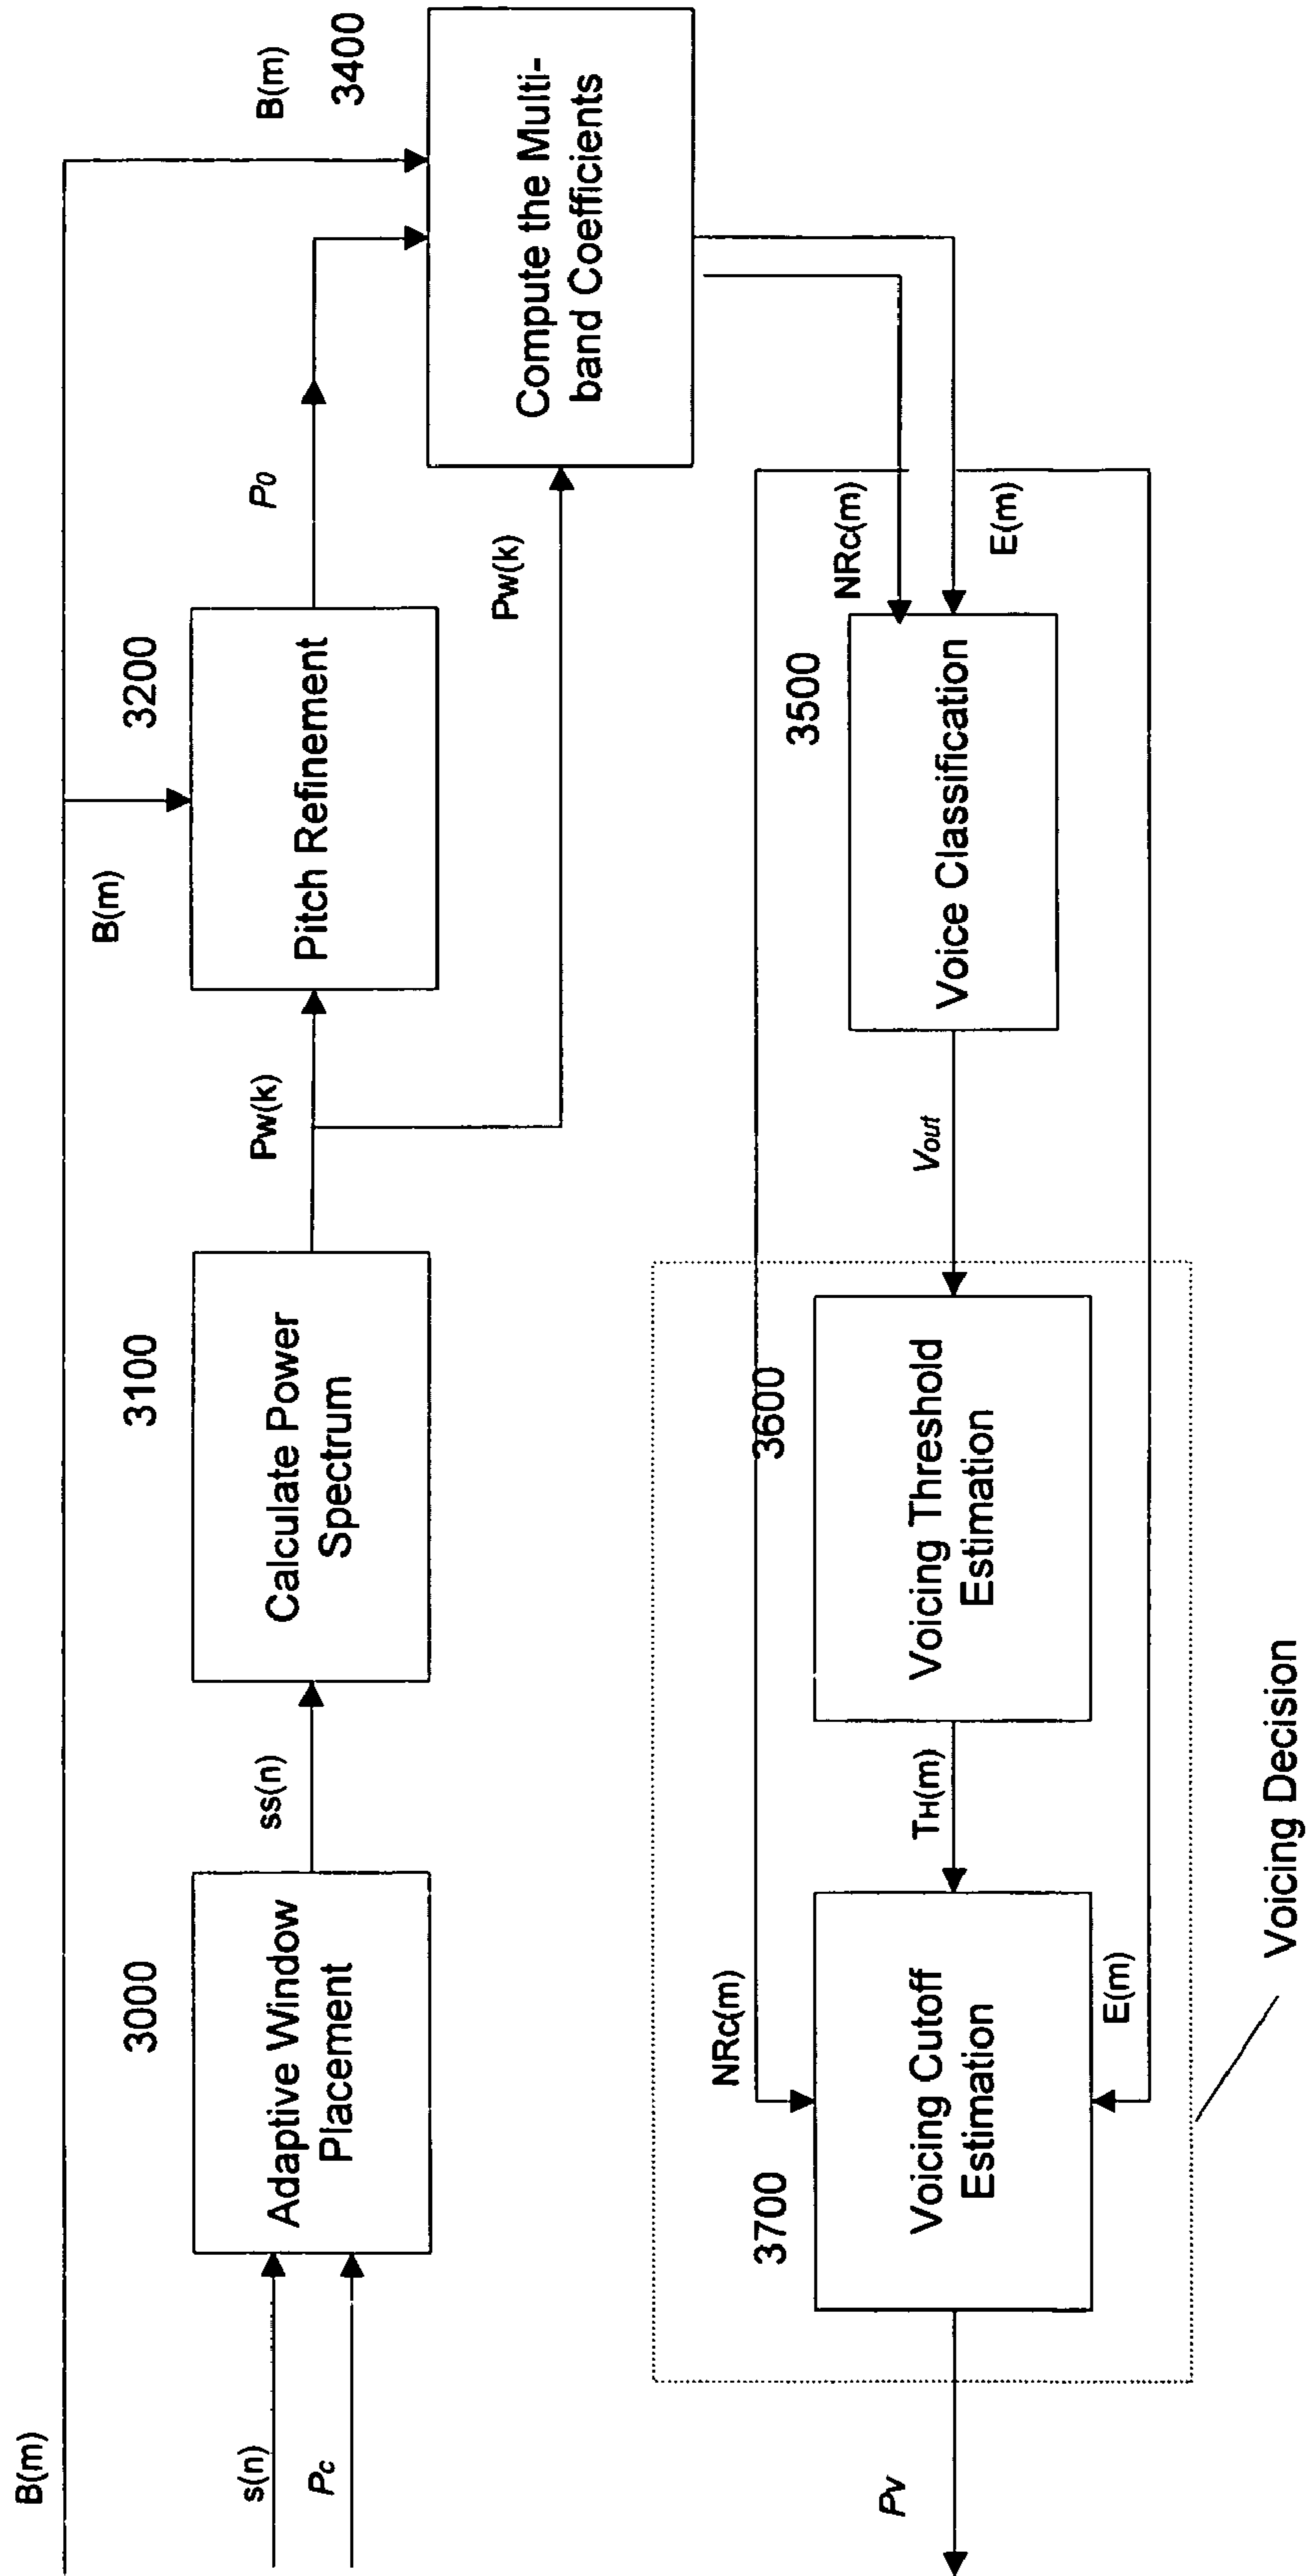 B(m)
s(n)
Pc
3000
Adaptive Window
Placement
ss(n)
3100
Calculate Power
Spectrum
Pw(k)
B(m)
3200
Pitch Refinement
P0
Pw(k)
B(m)
3400
Compute the Multi-
band Coefficients
NRc(m)
E(m)
3500
Voice Classification
Vout
3600
Voicing Threshold
Estimation
TH(m)
NRc(m)
3700
Voicing Cutoff
Estimation
E(m)
Pv
Voicing Decision